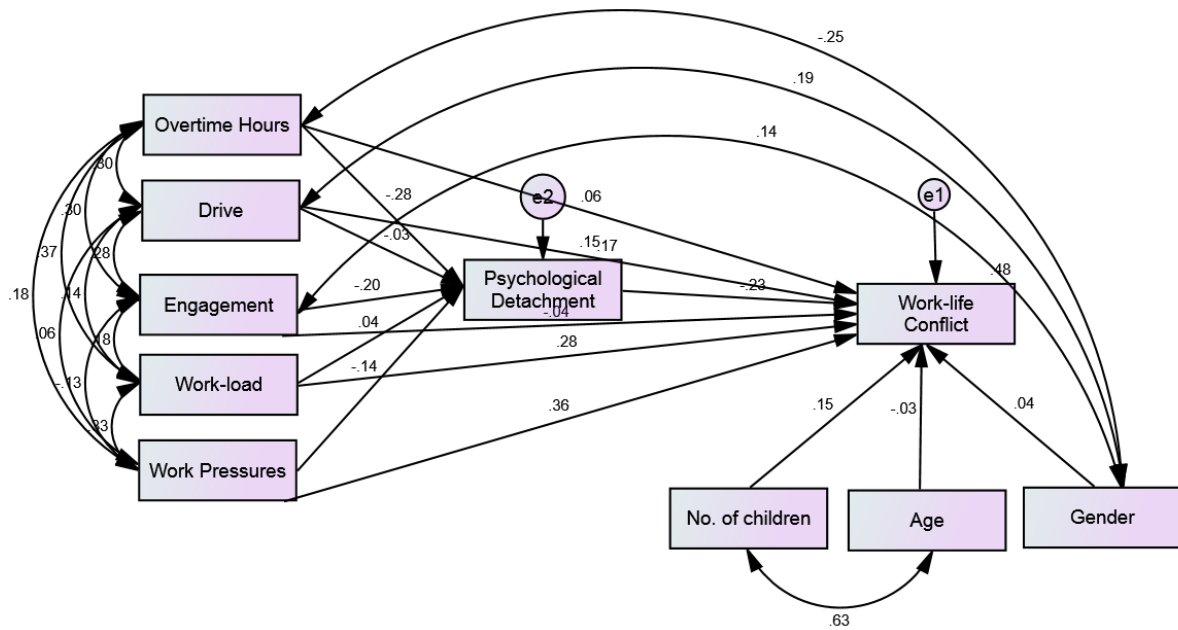 -.25
.19
.14
Overtime Hours
.30
-.28
e2
.06
e1
Drive
.30
-.03
.15
.17
.48
.28
.37
Psychological
Detachment
-.23
Work-life
Conflict
Engagement
-.20
-.04
.18
.14
.04
.28
.06
.18
Work-load
-.14
-.13
.36
.15
-.03
.04
.33
Work Pressures
No. of children
Age
Gender
.63